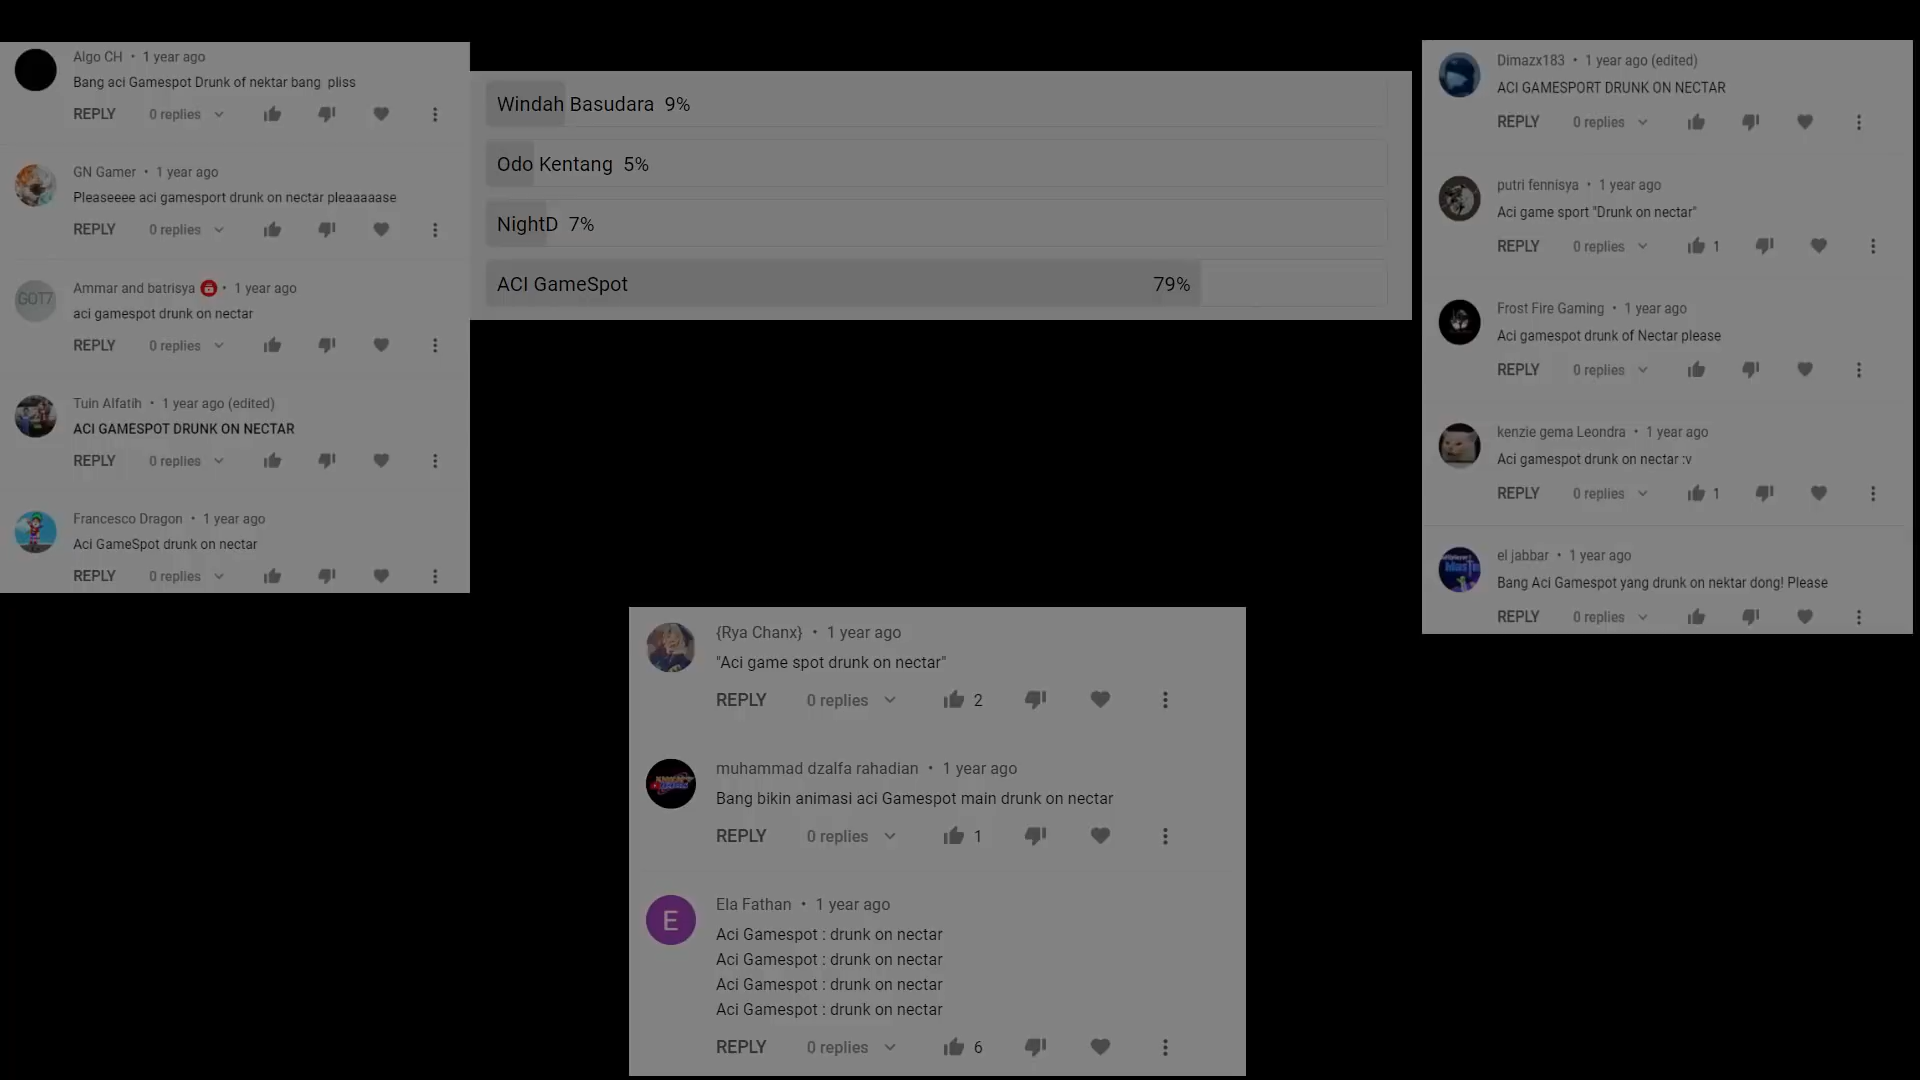 Algo CH • 1 year ago
Bang aci Gamespot Drunk of nektar bang pliss
REPLY 0 replies
GN Gamer • 1 year ago
Pleaseeee aci gamesport drunk on nectar pleaaaaase
REPLY 0 replies
GOT7
Ammar and batrisya • 1 year ago
aci gamespot drunk on nectar
REPLY 0 replies
Tuin Alfatih • 1 year ago (edited)
ACI GAMESPOT DRUNK ON NECTAR
REPLY 0 replies
Francesco Dragon • 1 year ago
Aci GameSpot drunk on nectar
REPLY 0 replies
Windah Basudara 9%
Odo Kentang 5%
NightD 7%
ACI GameSpot 79%
Dimazx183 • 1 year ago (edited)
ACI GAMESPORT DRUNK ON NECTAR
REPLY 0 replies
putri fennisya • 1 year ago
Aci game sport "Drunk on nectar"
REPLY 0 replies 1
Frost Fire Gaming • 1 year ago
Aci gamespot drunk of Nectar please
REPLY 0 replies
kenzie gema Leondra • 1 year ago
Aci gamespot drunk on nectar :v
REPLY 0 replies 1
el jabbar • 1 year ago
Bang Aci Gamespot yang drunk on nektar dong! Please
REPLY 0 replies
{Rya Chanx} • 1 year ago
"Aci game spot drunk on nectar"
REPLY 0 replies 2
muhammad dzalfa rahadian • 1 year ago
Bang bikin animasi aci Gamespot main drunk on nectar
REPLY 0 replies 1
E
Ela Fathan • 1 year ago
Aci Gamespot : drunk on nectar
Aci Gamespot : drunk on nectar
Aci Gamespot : drunk on nectar
Aci Gamespot : drunk on nectar
REPLY 0 replies 6